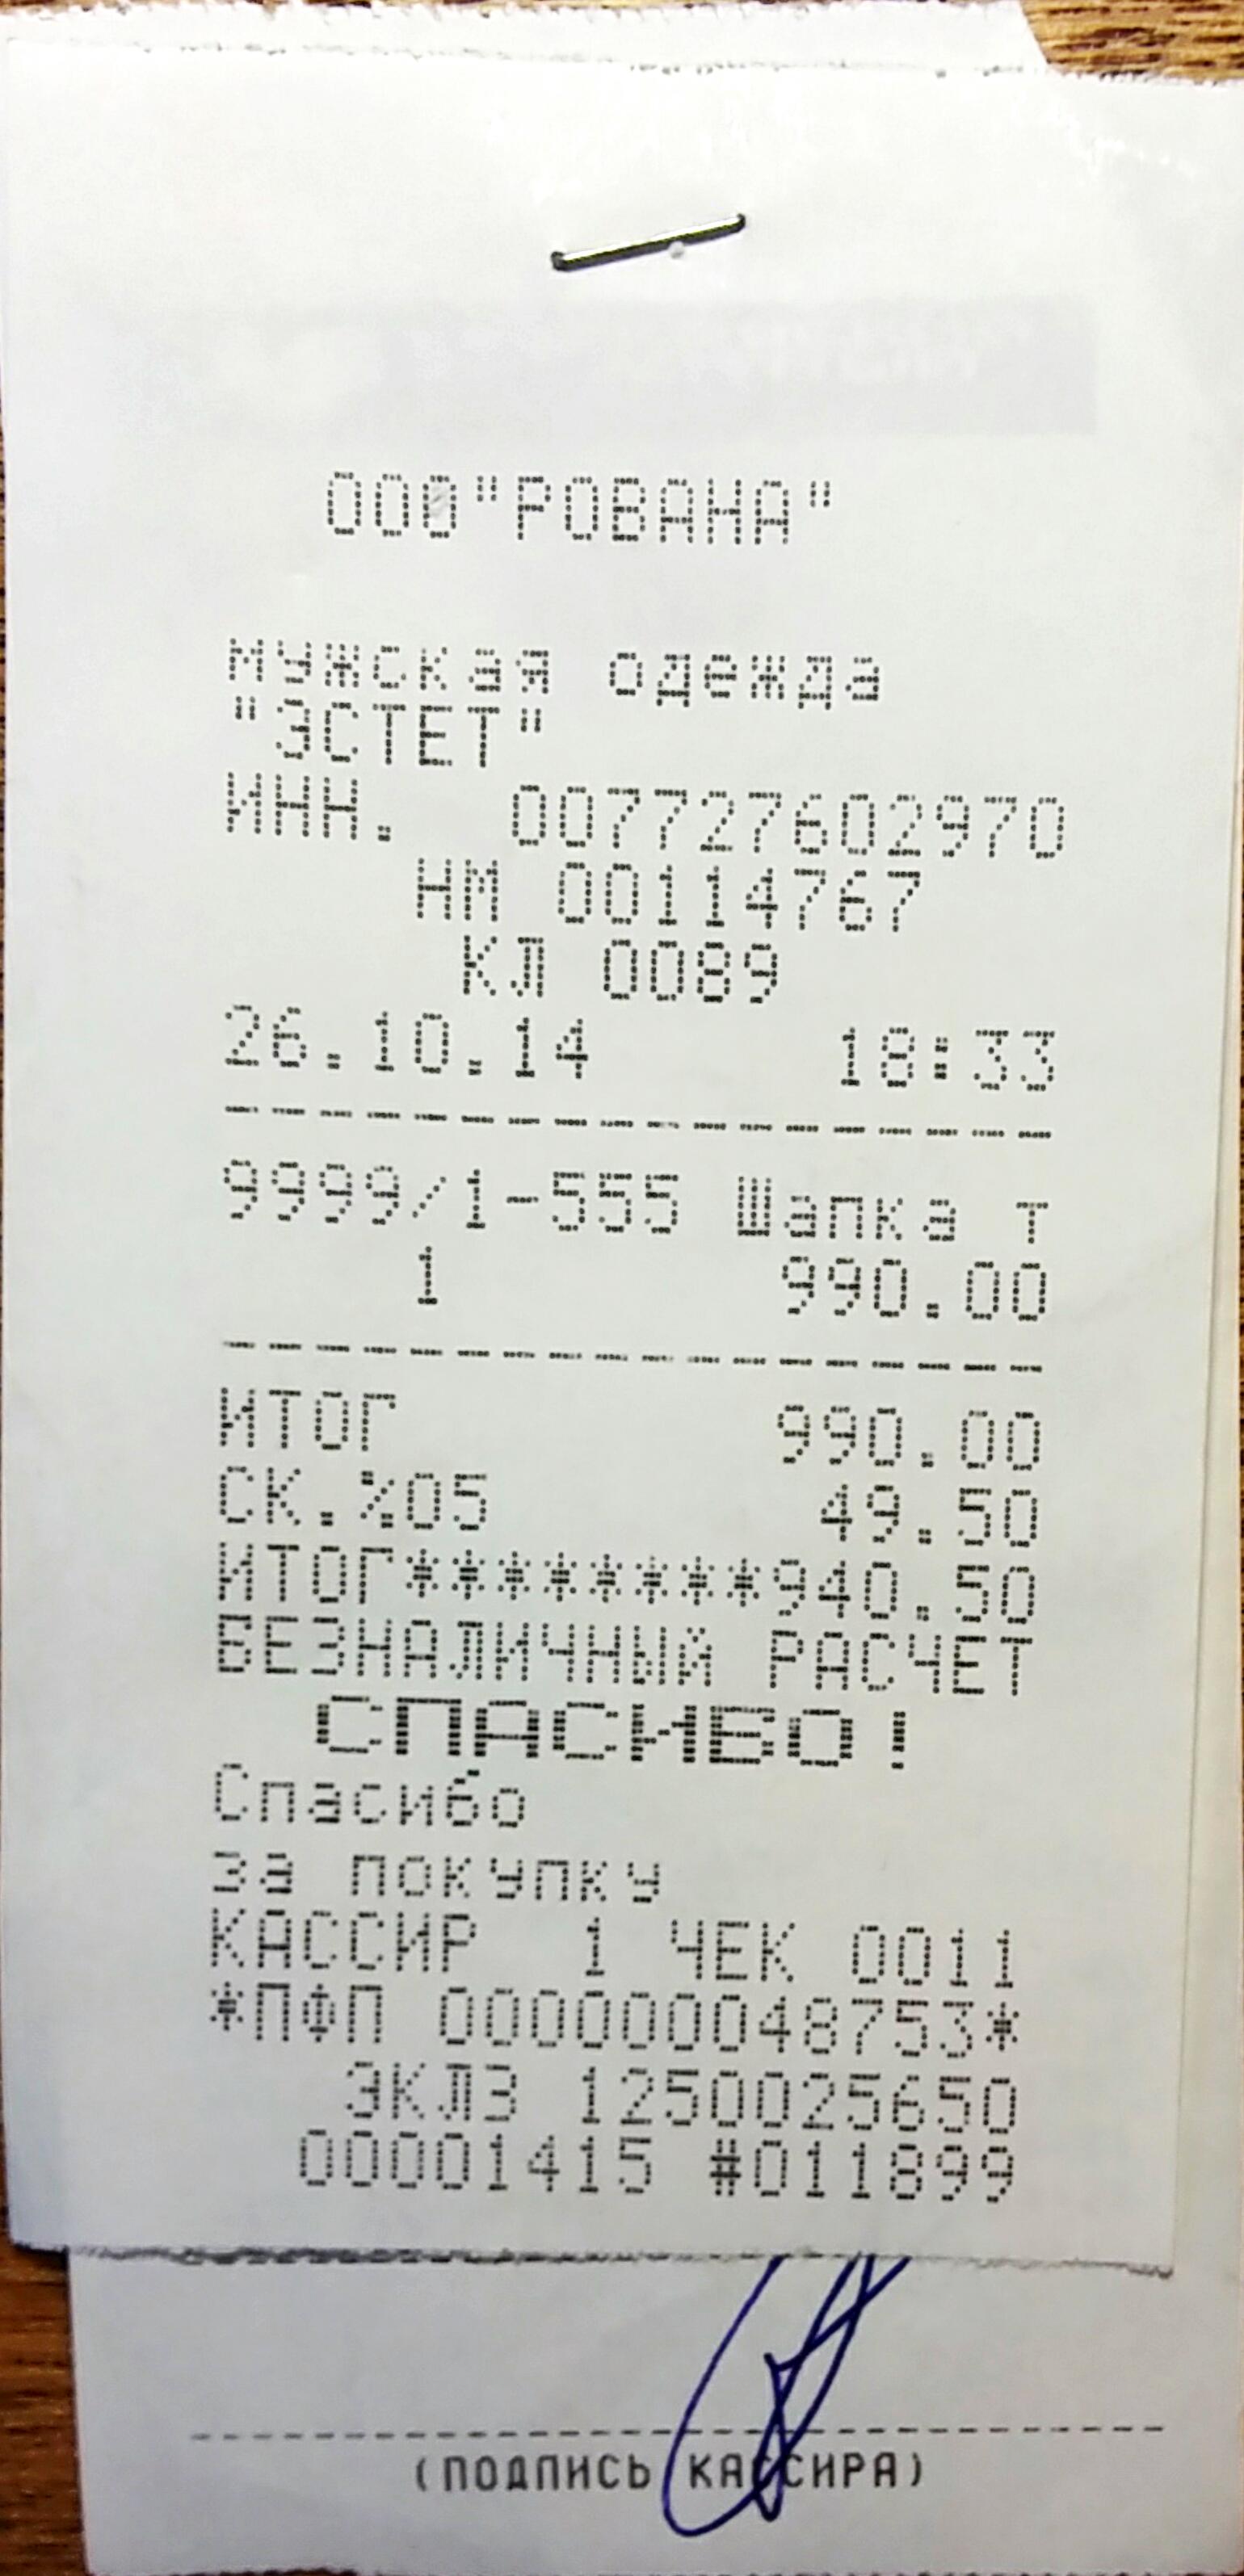 ООО"РОВАНА"
Мужская одежда
"ЭСТЕТ"
ИНН. 007727602970
НМ 00114767
КЛ 0089
26.10.14 18:33
9999/1-555 Шапка т
1 990.00
ИТОГ 990.00
СК.%05 49.50
ИТОГ********940.50
БЕЗНАЛИЧНЫЙ РАСЧЕТ
СПАСИБО!
Спасибо
за покупку
КАССИР 1 ЧЕК 0011
*ПФП 000000048753*
ЭКЛЗ 1250025650
00001415 #011899
(ПОДПИСЬ КАССИРА)